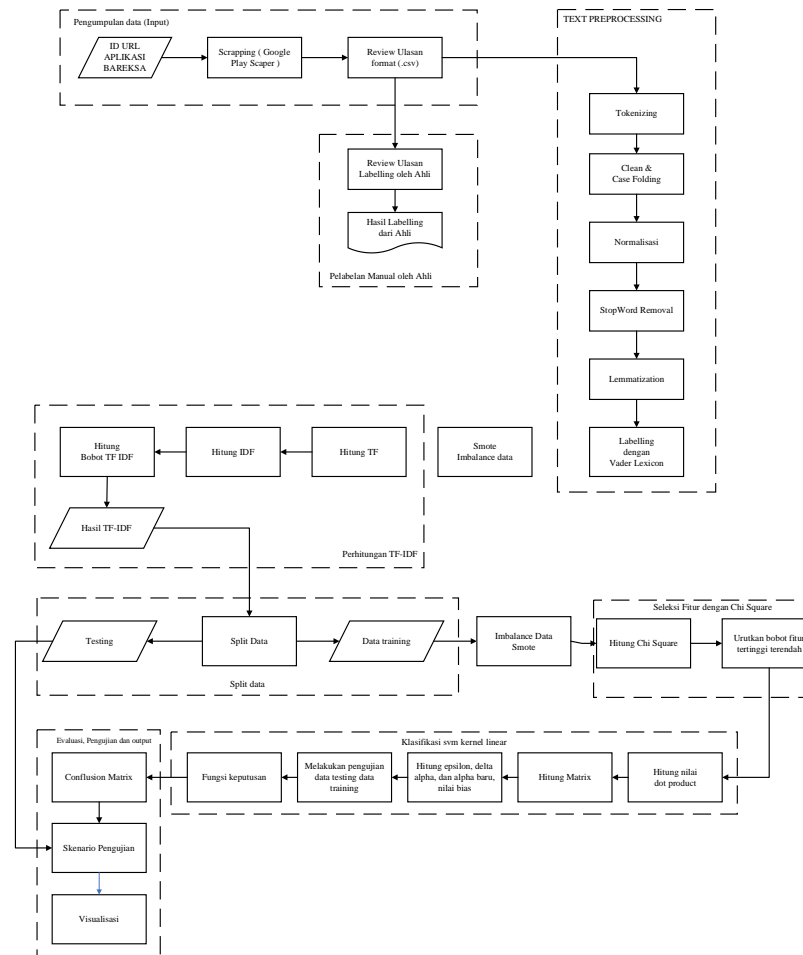 Pengumpulan data (Input)
ID URL
APLIKASI
BAREKSA
Scrapping ( Google
Play Scaper )
Review Ulasan
format (.csv)
TEXT PREPROCESSING
Tokenizing
Clean &
Case Folding
Normalisasi
StopWord Removal
Lemmatization
Labelling
dengan
Vader Lexicon
Review Ulasan
Labelling oleh Ahli
Hasil Labelling
dari Ahli
Pelabelan Manual oleh Ahli
Hitung
Bobot TF IDF
Hitung IDF
Hitung TF
Smote
Imbalance data
Hasil TF-IDF
Perhitungan TF-IDF
Testing
Split Data
Data training
Split data
Imbalance Data
Smote
Seleksi Fitur dengan Chi Square
Hitung Chi Square
Urutkan bobot fitur
tertinggi terendah
Klasifikasi svm kernel linear
Hitung nilai
dot product
Hitung Matrix
Hitung epsilon, delta
alpha, dan alpha baru,
nilai bias
Melakukan pengujian
data testing data
training
Fungsi keputusan
Evaluasi, Pengujian dan output
Conflusion Matrix
Skenario Pengujian
Visualisasi